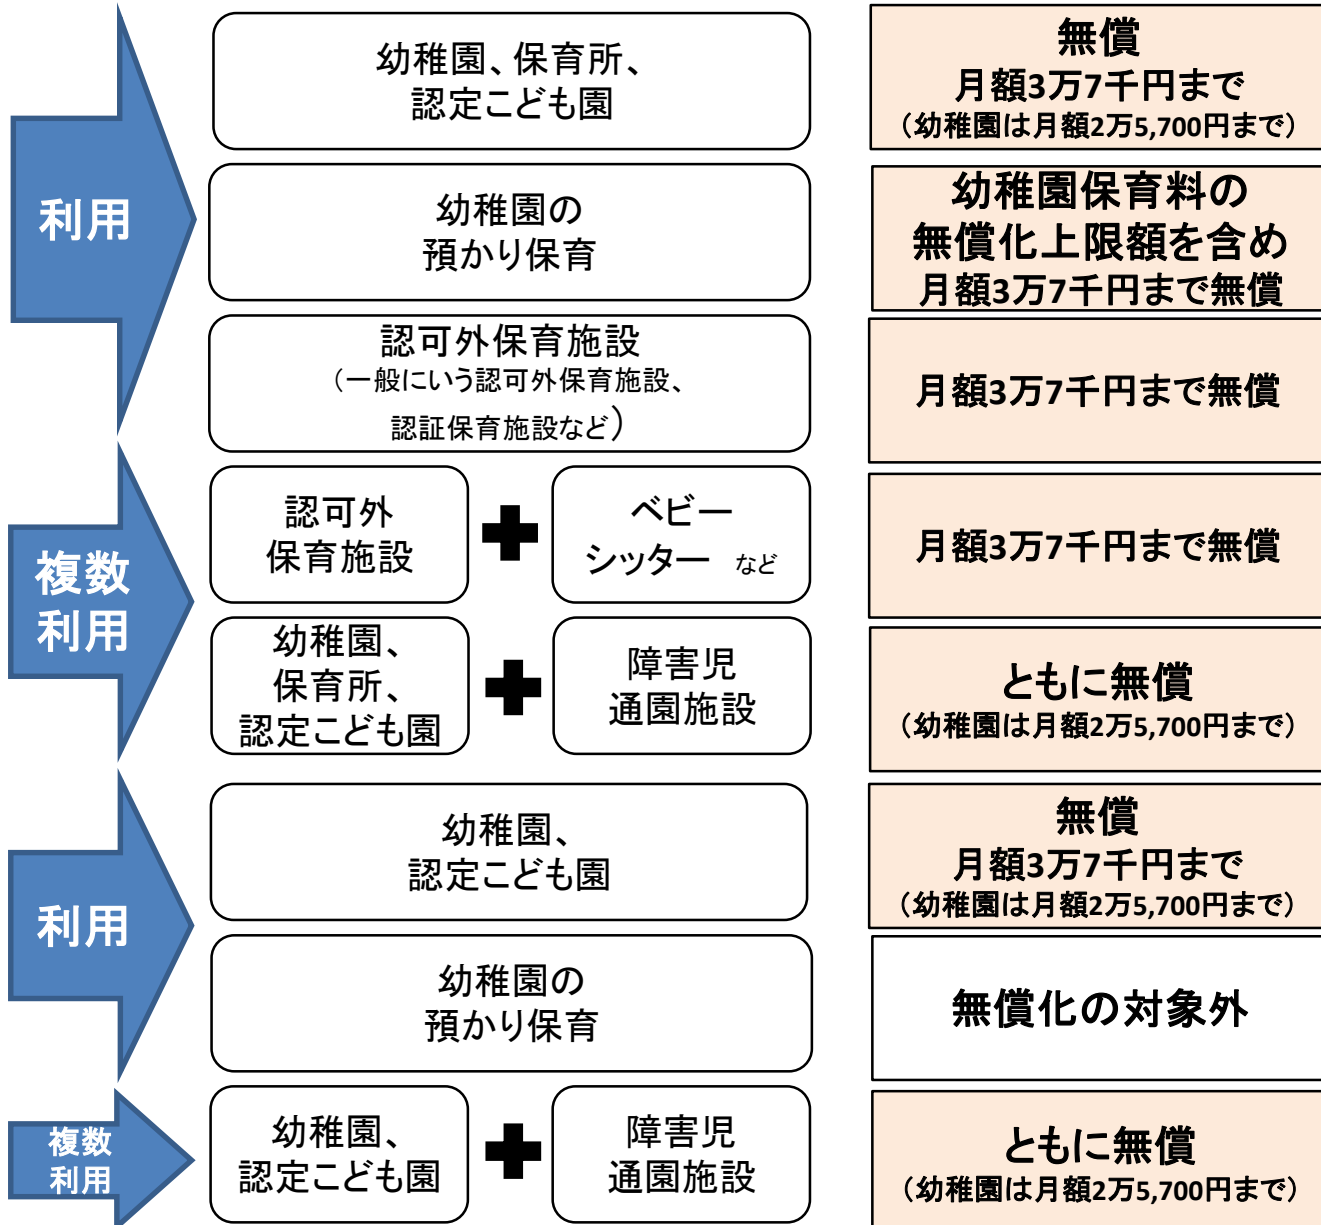 利用
幼稚園、保育所、
認定こども園
無償
月額3万7千円まで
（幼稚園は月額2万5,700円まで）
幼稚園の
預かり保育
幼稚園保育料の
無償化上限額を含め
月額3万7千円まで無償
認可外保育施設
（一般にいう認可外保育施設、
認証保育施設など）
月額3万7千円まで無償
複数
利用
認可外
保育施設
ベビー
シッター など
月額3万7千円まで無償
幼稚園、
保育所、
認定こども園
障害児
通園施設
ともに無償
（幼稚園は月額2万5,700円まで）
利用
幼稚園、
認定こども園
無償
月額3万7千円まで
（幼稚園は月額2万5,700円まで）
幼稚園の
預かり保育
無償化の対象外
複数
利用
幼稚園、
認定こども園
障害児
通園施設
ともに無償
（幼稚園は月額2万5,700円まで）